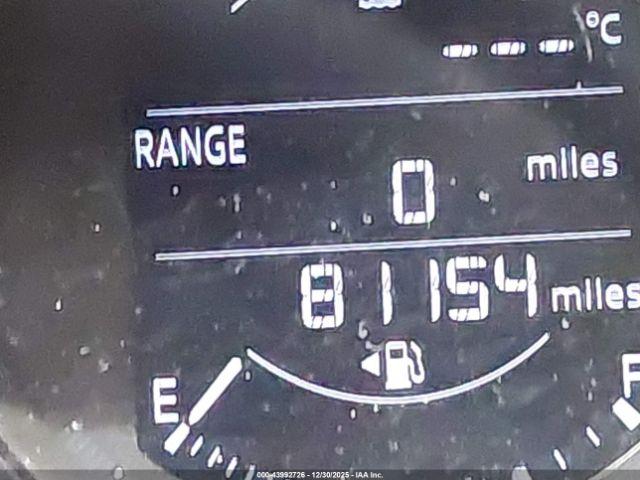 --- °C
RANGE
0 miles
81154 miles
E F
000-43992726 - 12/30/2025 - IAA Inc.